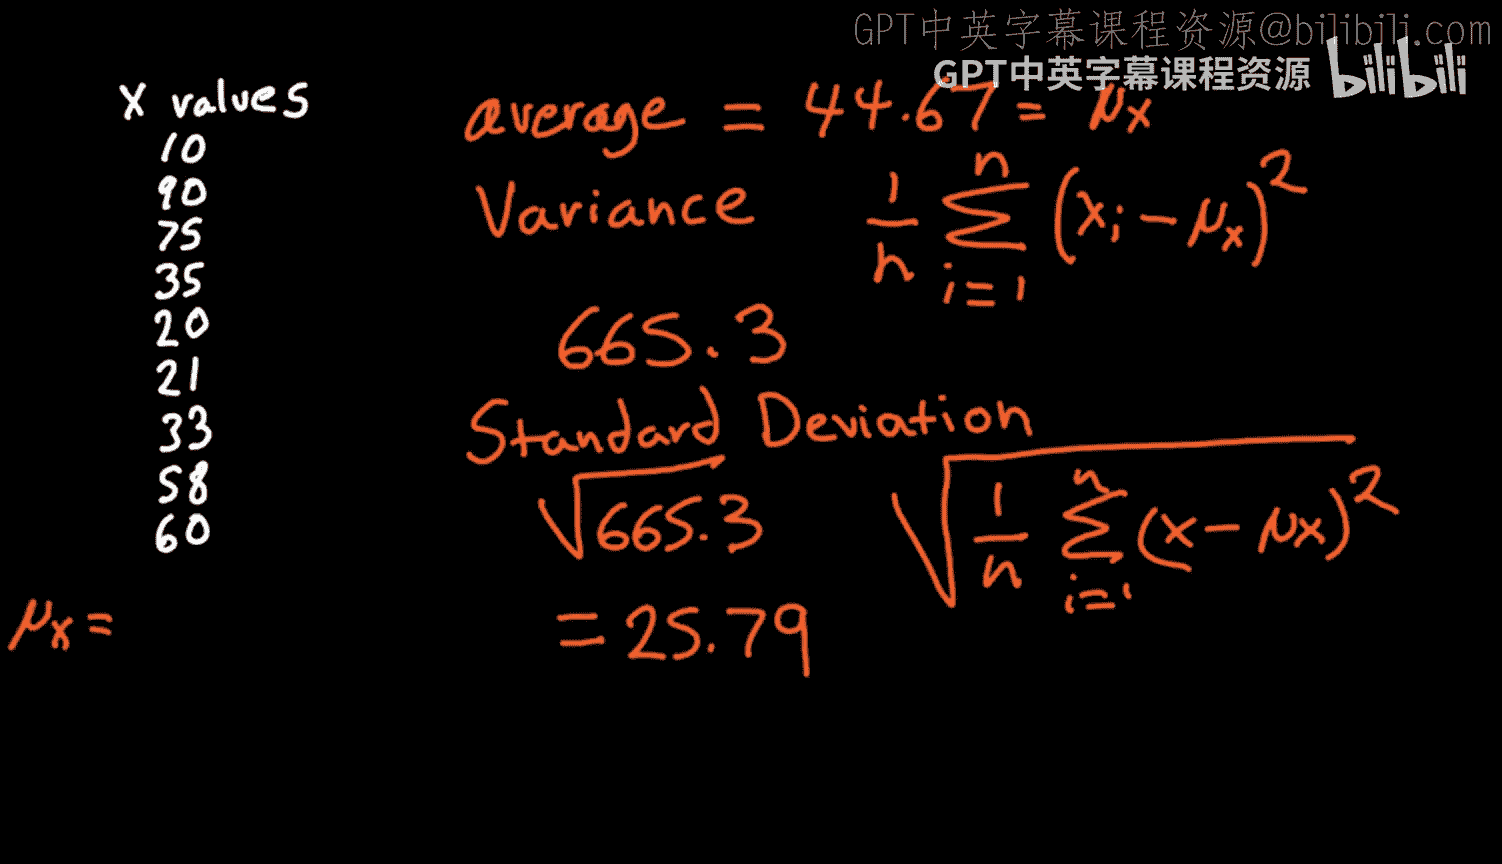 GPT中英字幕课程资源@bilibili.com
GPT中英字幕课程资源 bilibili
X values
10
90
75
35
20
21
33
58
60
μx =
average = 44.67 = μx
Variance 1/n n∑i=1 (xi - μx)²
665.3
Standard Deviation
√665.3 √1/n n∑i=1 (x - μx)²
= 25.79